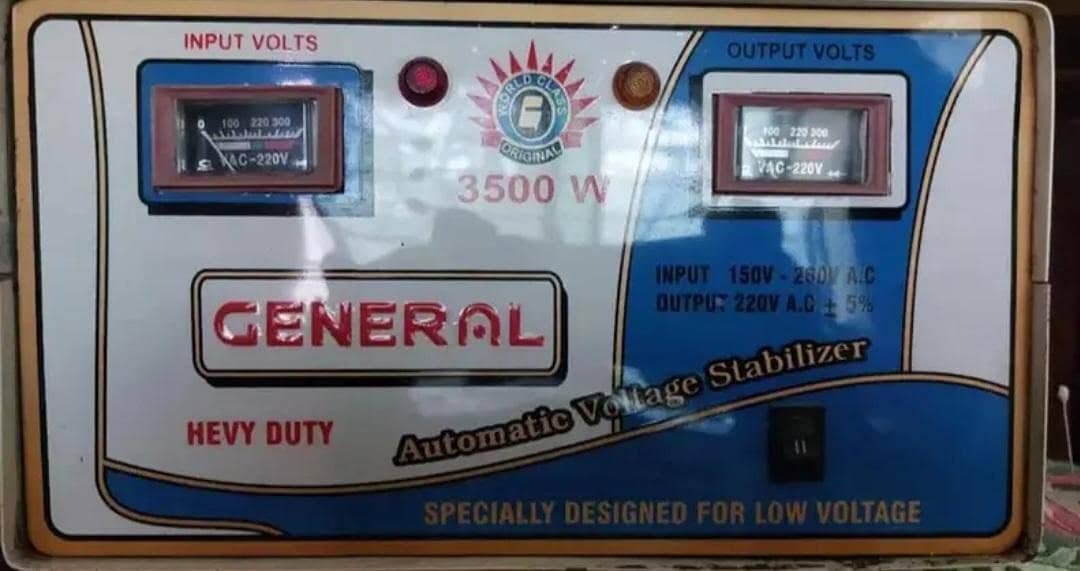 INPUT VOLTS
OUTPUT VOLTS
0 100 220 300
VAC-220V
WORLD CLASS
G
ORIGINAL
100 220 300
VAC-220V
3500 W
INPUT 150V - 260V A.C
OUTPUT 220V A.C ± 5%
GENERAL
Automatic Voltage Stabilizer
HEVY DUTY
SPECIALLY DESIGNED FOR LOW VOLTAGE